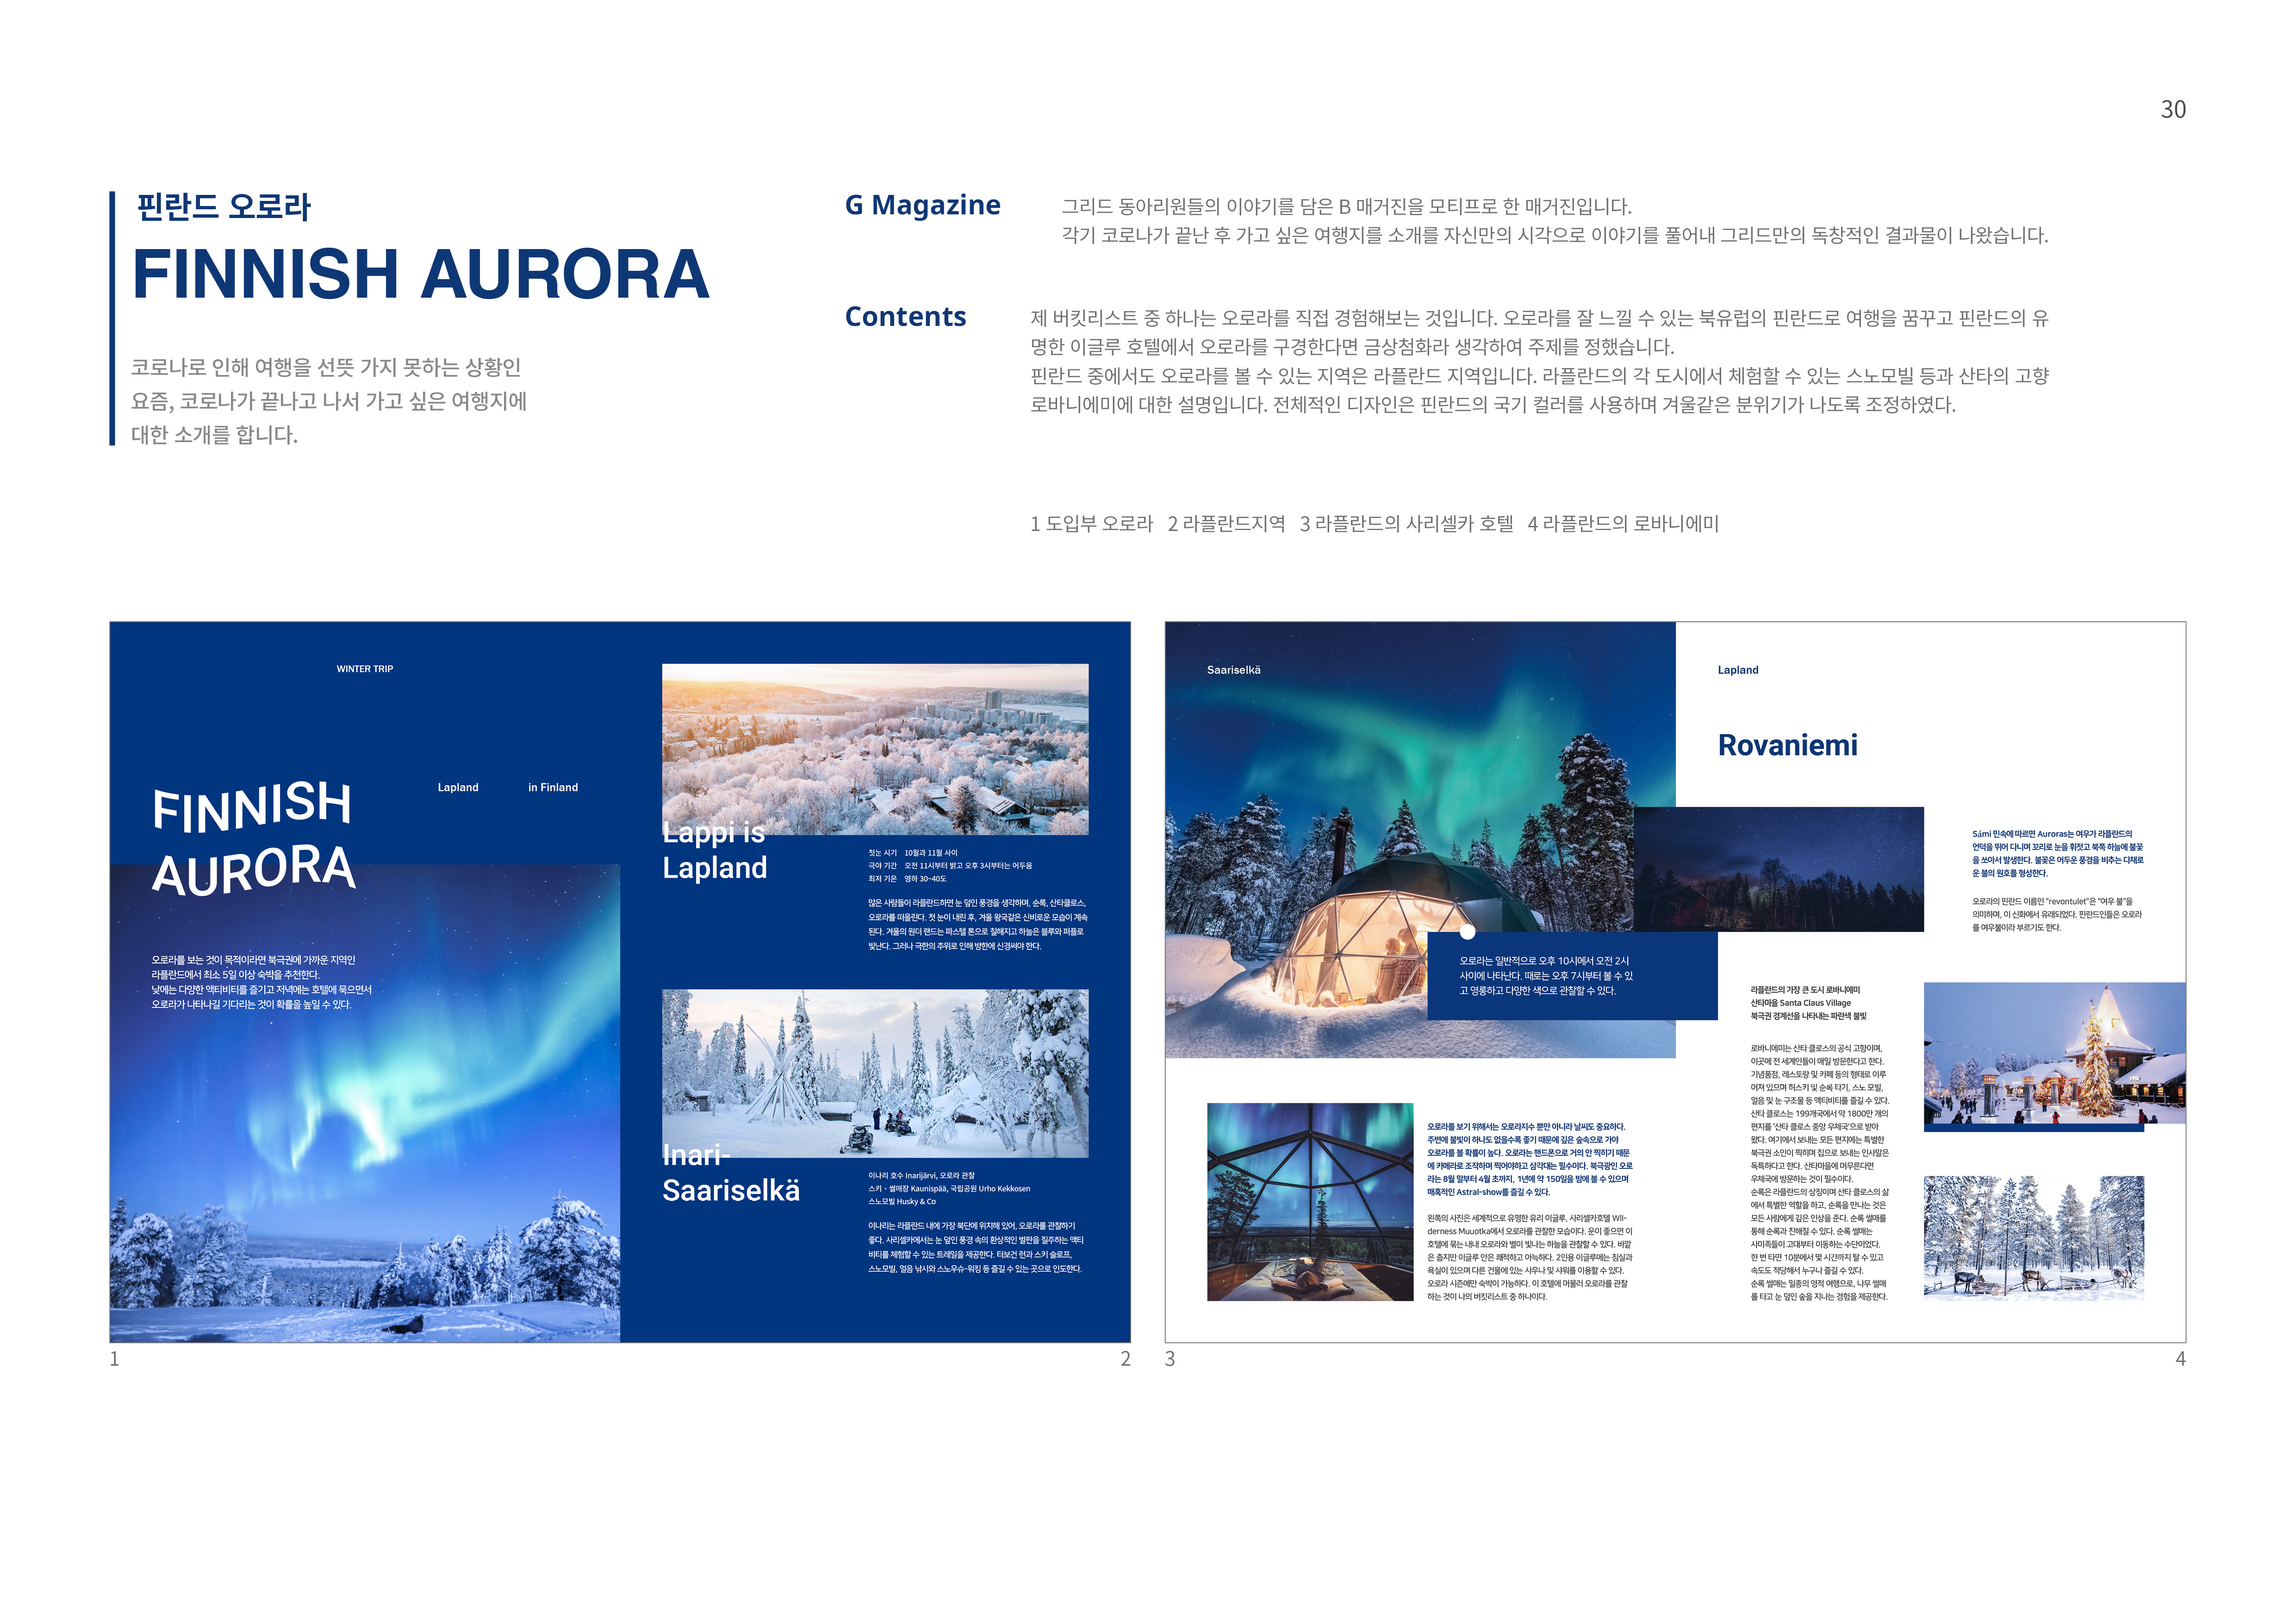 30
핀란드 오로라
FINNISH AURORA
코로나로 인해 여행을 선뜻 가지 못하는 상황인
요즘, 코로나가 끝나고 나서 가고 싶은 여행지에
대한 소개를 합니다.
G Magazine
그리드 동아리원들의 이야기를 담은 B 매거진을 모티프로 한 매거진입니다.
각기 코로나가 끝난 후 가고 싶은 여행지를 소개를 자신만의 시각으로 이야기를 풀어내 그리드만의 독창적인 결과물이 나왔습니다.
Contents
제 버킷리스트 중 하나는 오로라를 직접 경험해보는 것입니다. 오로라를 잘 느낄 수 있는 북유럽의 핀란드로 여행을 꿈꾸고 핀란드의 유
명한 이글루 호텔에서 오로라를 구경한다면 금상첨화라 생각하여 주제를 정했습니다.
핀란드 중에서도 오로라를 볼 수 있는 지역은 라플란드 지역입니다. 라플란드의 각 도시에서 체험할 수 있는 스노모빌 등과 산타의 고향
로바니에미에 대한 설명입니다. 전체적인 디자인은 핀란드의 국기 컬러를 사용하며 겨울같은 분위기가 나도록 조정하였다.
1 도입부 오로라 2 라플란드지역 3 라플란드의 사리셀카 호텔 4 라플란드의 로바니에미
WINTER TRIP
FINNISH
AURORA
Lapland in Finland
오로라를 보는 것이 목적이라면 북극권에 가까운 지역인
라플란드에서 최소 5일 이상 숙박을 추천한다.
낮에는 다양한 액티비티를 즐기고 저녁에는 호텔에 묵으면서
오로라가 나타나길 기다리는 것이 확률을 높일 수 있다.
Lappi is
Lapland
첫눈 시기 10월과 11월 사이
극야 기간 오전 11시부터 밝고 오후 3시부터는 어두움
최저 기온 영하 30~40도
많은 사람들이 라플란드하면 눈 덮인 풍경을 생각하며, 순록, 산타클로스,
오로라를 떠올린다. 첫 눈이 내린 후, 겨울 왕국같은 신비로운 모습이 계속
된다. 겨울의 원더 랜드는 파스텔 톤으로 칠해지고 하늘은 블루와 퍼플로
빛난다. 그러나 극한의 추위로 인해 방한에 신경써야 한다.
Inari-
Saariselkä
이나리 호수 Inarijärvi, 오로라 관찰
스키・썰매장 Kaunispää, 국립공원 Urho Kekkosen
스노모빌 Husky & Co
이나리는 라플란드 내에 가장 북단에 위치해 있어, 오로라를 관찰하기
좋다. 사리셀카에서는 눈 덮인 풍경 속의 환상적인 벌판을 질주하는 액티
비티를 체험할 수 있는 트레일을 제공한다. 터보건 런과 스키 슬로프,
스노모빌, 얼음 낚시와 스노우슈-워킹 등 즐길 수 있는 곳으로 인도한다.
1
2
Saariselkä
오로라는 일반적으로 오후 10시에서 오전 2시
사이에 나타난다. 때로는 오후 7시부터 볼 수 있
고 영롱하고 다양한 색으로 관찰할 수 있다.
오로라를 보기 위해서는 오로라지수 뿐만 아니라 날씨도 중요하다.
주변에 불빛이 하나도 없을수록 좋기 때문에 깊은 숲속으로 가야
오로라를 볼 확률이 높다. 오로라는 핸드폰으로 거의 안 찍히기 때문
에 카메라로 조작하며 찍어야하고 삼각대는 필수이다. 북극광인 오로
라는 8월 말부터 4월 초까지, 1년에 약 150일을 밤에 볼 수 있으며
매혹적인 Astral-show를 즐길 수 있다.
왼쪽의 사진은 세계적으로 유명한 유리 이글루, 사리셀카호텔 Wil-
derness Muuotka에서 오로라를 관찰한 모습이다. 운이 좋으면 이
호텔에 묶는 내내 오로라와 별이 빛나는 하늘을 관찰할 수 있다. 바깥
은 춥지만 이글루 안은 쾌적하고 아늑하다. 2인용 이글루에는 침실과
욕실이 있으며 다른 건물에 있는 사우나 및 샤워를 이용할 수 있다.
오로라 시즌에만 숙박이 가능하다. 이 호텔에 머물러 오로라를 관찰
하는 것이 나의 버킷리스트 중 하나이다.
Lapland
Rovaniemi
Sámi 민속에 따르면 Auroras는 여우가 라플란드의
언덕을 뛰어 다니며 꼬리로 눈을 휘젓고 북쪽 하늘에 불꽃
을 쏘아서 발생한다. 불꽃은 어두운 풍경을 비추는 다채로
운 불의 원호를 형성한다.
오로라의 핀란드 이름인 "revontulet"은 "여우 불"을
의미하며, 이 신화에서 유래되었다. 핀란드인들은 오로라
를 여우불이라 부르기도 한다.
라플란드의 가장 큰 도시 로바니에미
산타마을 Santa Claus Village
북극권 경계선을 나타내는 파란색 불빛
로바니에미는 산타 클로스의 공식 고향이며,
이곳에 전 세계인들이 매일 방문한다고 한다.
기념품점, 레스토랑 및 카페 등의 형태로 이루
어져 있으며 허스키 및 순록 타기, 스노 모빌,
얼음 및 눈 구조물 등 액티비티를 즐길 수 있다.
산타 클로스는 199개국에서 약 1800만 개의
편지를 '산타 클로스 중앙 우체국'으로 받아
왔다. 여기에서 보내는 모든 편지에는 특별한
북극권 소인이 찍히며 집으로 보내는 인사말은
독특하다고 한다. 산타마을에 머무른다면
우체국에 방문하는 것이 필수이다.
순록은 라플란드의 상징이며 산타 클로스의 삶
에서 특별한 역할을 하고, 순록을 만나는 것은
모든 사람에게 깊은 인상을 준다. 순록 썰매를
통해 순록과 친해질 수 있다. 순록 썰매는
사미족들이 고대부터 이동하는 수단이었다.
한 번 타면 10분에서 몇 시간까지 탈 수 있고
속도도 적당해서 누구나 즐길 수 있다.
순록 썰매는 일종의 영적 여행으로, 나무 썰매
를 타고 눈 덮인 숲을 지나는 경험을 제공한다.
3
4